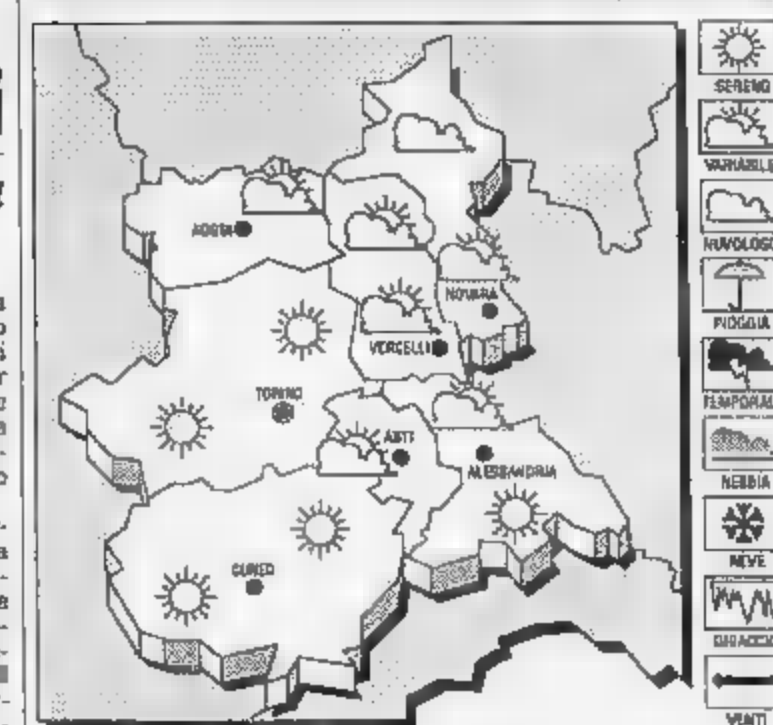 AOSTA
NOVARA
VERCELLI
TORINO
ASTI
ALESSANDRIA
CUNEO
SERENO
VARIABILE
NUVOLOSO
PIOGGIA
TEMPORALE
NEBBIA
NEVE
VENTI